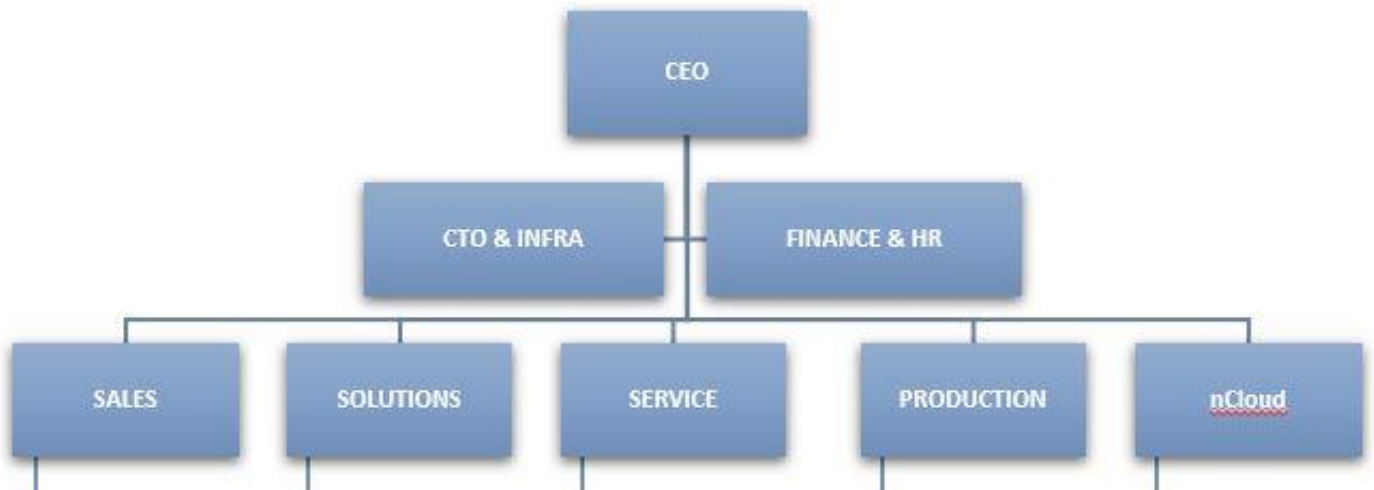 CEO
CTO & INFRA
FINANCE & HR
SALES
SOLUTIONS
SERVICE
PRODUCTION
nCloud